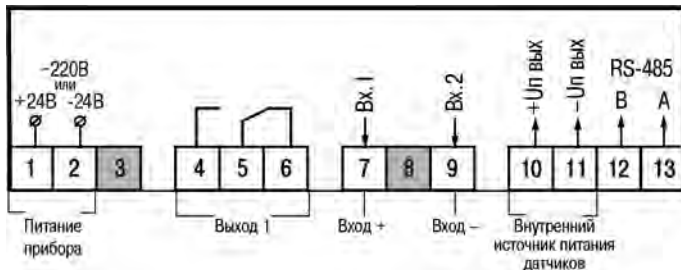 ~220В
или
+24В -24В
Вх. 1
Вх. 2
+Uп вых
–Uп вых
RS-485
B A
1 2 3 4 5 6 7 8 9 10 11 12 13
Питание
прибора
Выход 1
Вход +
Вход –
Внутренний
источник питания
датчиков